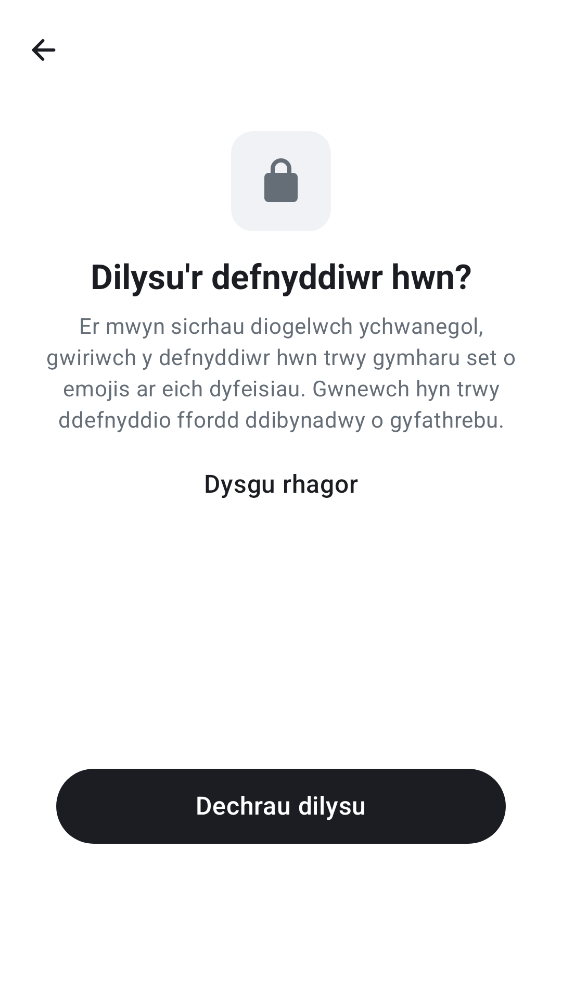 Dilysu'r defnyddiwr hwn?
Er mwyn sicrhau diogelwch ychwanegol,
gwiriwch y defnyddiwr hwn trwy gymharu set o
emojis ar eich dyfeisiau. Gwnewch hyn trwy
ddefnyddio ffordd ddibynadwy o gyfathrebu.
Dysgu rhagor
Dechrau dilysu